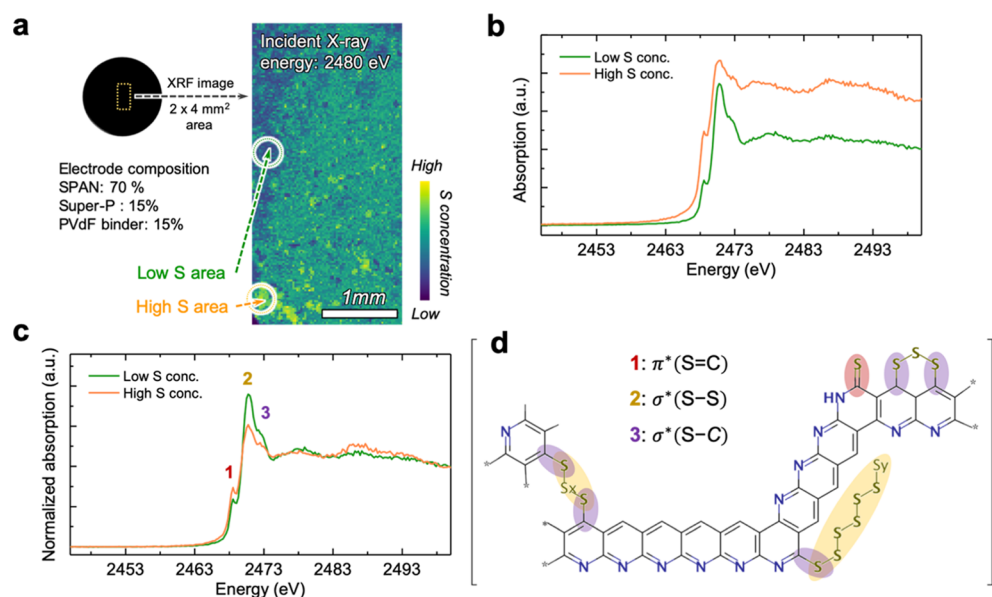 a
Incident X-ray
energy: 2480 eV
XRF image
2 x 4 mm²
area
Electrode composition
SPAN: 70 %
Super-P : 15%
PVdF binder: 15%
Low S area
High S area
High
S concentration
Low
1mm
b
Low S conc.
High S conc.
Absorption (a.u.)
2453 2463 2473 2483 2493
Energy (eV)
c
Low S conc.
High S conc.
2
3
1
Normalized absorption (a.u.)
2453 2463 2473 2483 2493
Energy (eV)
d
1: π*(S=C)
2: σ*(S−S)
3: σ*(S−C)
S
S S S
HN
N N
N
N
N
N
S
Sx S
N
* *
* *
* *
N N N N N N
S S S S S S Sy